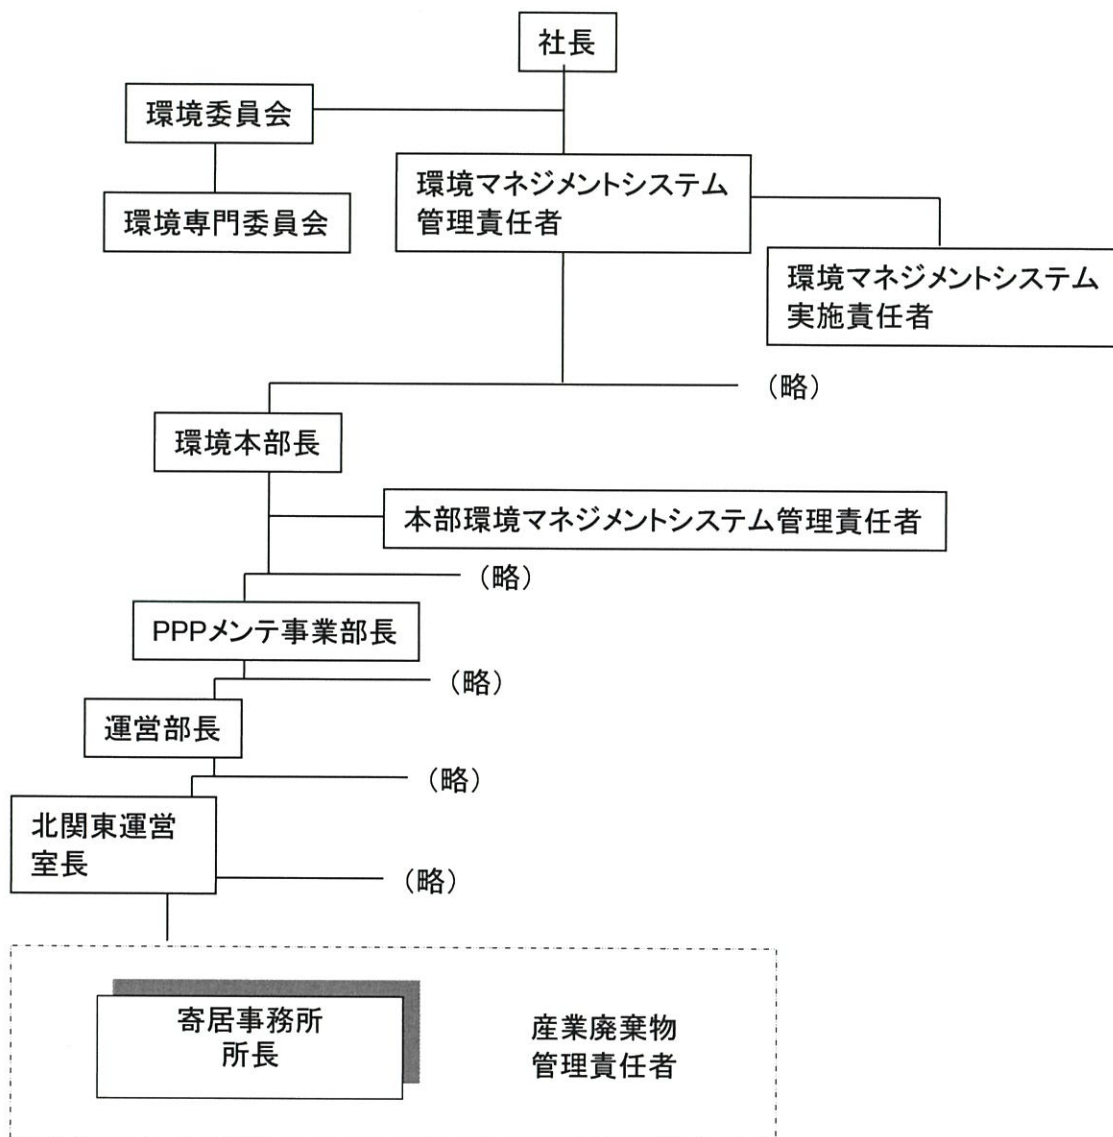 社長
環境委員会
環境専門委員会
環境マネジメントシステム
管理責任者
環境マネジメントシステム
実施責任者
（略）
環境本部長
本部環境マネジメントシステム管理責任者
（略）
PPPメンテ事業部長
（略）
運営部長
（略）
北関東運営
室長
（略）
寄居事務所
所長
産業廃棄物
管理責任者